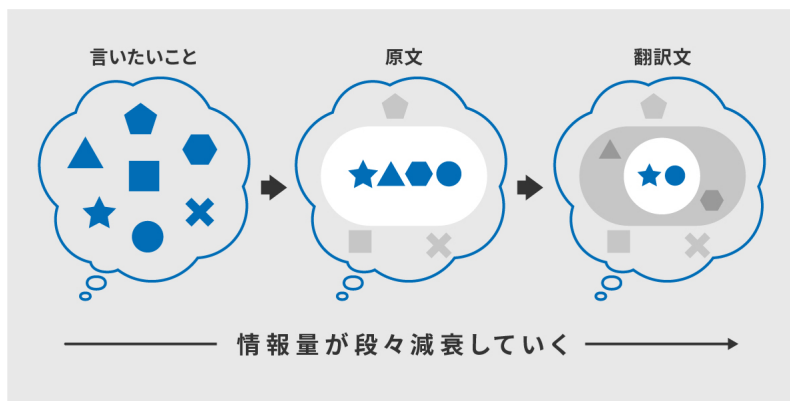 言いたいこと
原文
翻訳文
情報量が段々減衰していく